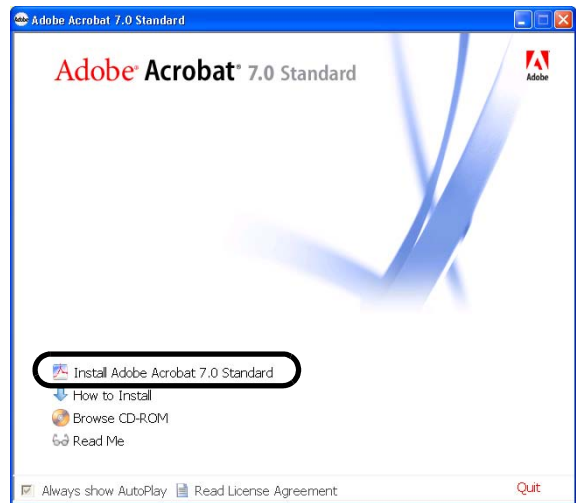 Adobe Acrobat 7.0 Standard
Adobe Acrobat 7.0 Standard
Adobe
Install Adobe Acrobat 7.0 Standard
How to Install
Browse CD-ROM
Read Me
Always show AutoPlay Read License Agreement Quit